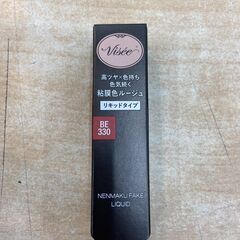 Visée
高ツヤ×色持ち
色気続く
粘膜色ルージュ
リキッドタイプ
BE
330
NENMAKU FAKE
LIQUID